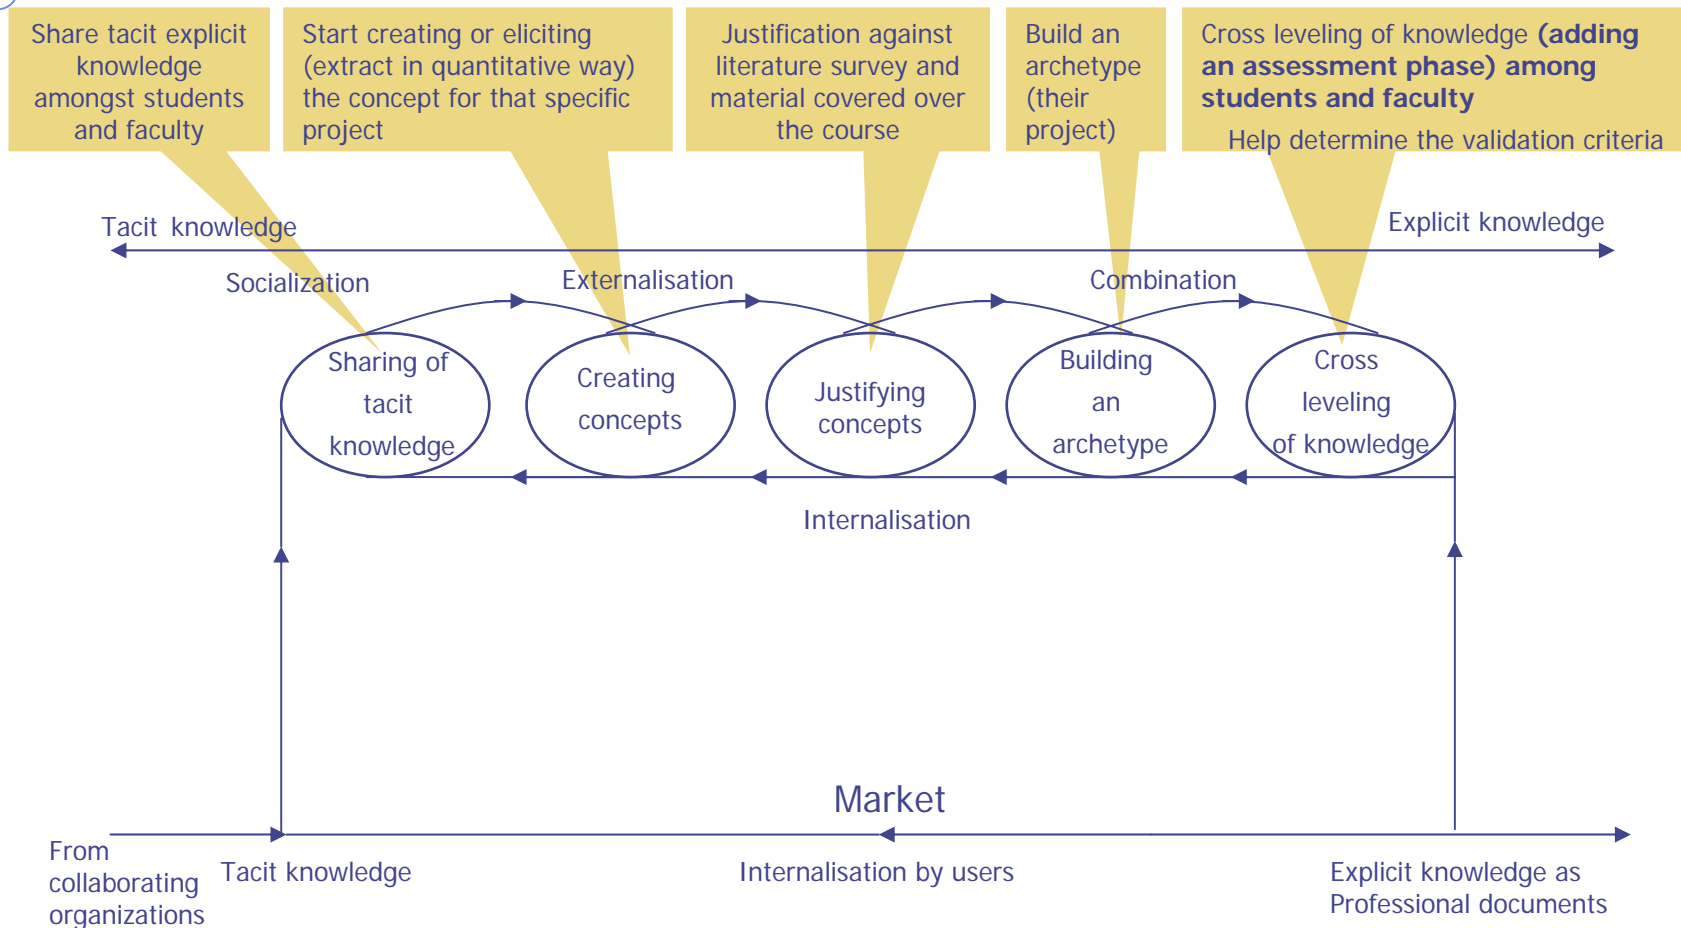 Share tacit explicit
knowledge
amongst students
and faculty
Start creating or eliciting
(extract in quantitative way)
the concept for that specific
project
Justification against
literature survey and
material covered over
the course
Build an
archetype
(their
project)
Cross leveling of knowledge (adding
an assessment phase) among
students and faculty
Help determine the validation criteria
Tacit knowledge
Explicit knowledge
Socialization
Externalisation
Combination
Sharing of
tacit
knowledge
Creating
concepts
Justifying
concepts
Building
an
archetype
Cross
leveling
of knowledge
Internalisation
Market
From
collaborating
organizations
Tacit knowledge
Internalisation by users
Explicit knowledge as
Professional documents